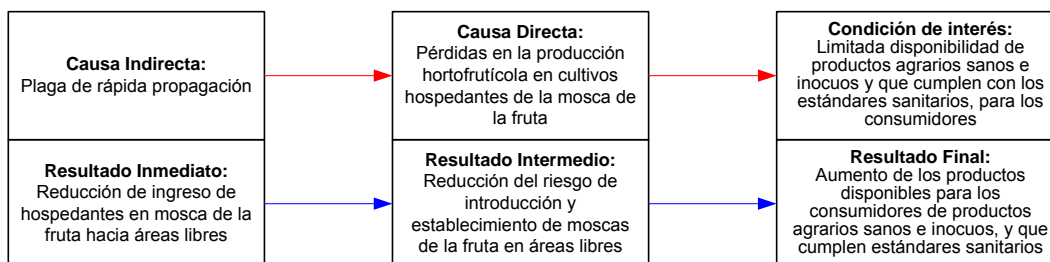 Causa Indirecta:
Plaga de rápida propagación
Causa Directa:
Pérdidas en la producción
hortofrutícola en cultivos
hospedantes de la mosca de
la fruta
Condición de interés:
Limitada disponibilidad de
productos agrarios sanos e
inocuos y que cumplen con los
estándares sanitarios, para los
consumidores
Resultado Inmediato:
Reducción de ingreso de
hospedantes en mosca de la
fruta hacia áreas libres
Resultado Intermedio:
Reducción del riesgo de
introducción y
establecimiento de moscas
de la fruta en áreas libres
Resultado Final:
Aumento de los productos
disponibles para los
consumidores de productos
agrarios sanos e inocuos, y que
cumplen estándares sanitarios